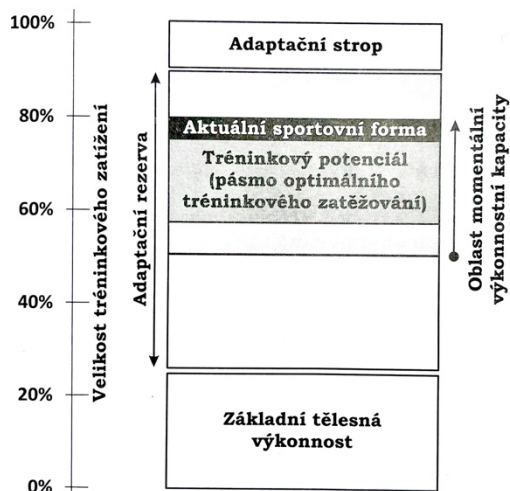 100%
80%
60%
40%
20%
0%
Velikost tréninkového zatížení
Adaptační rezerva
Adaptační strop
Aktuální sportovní forma
Tréninkový potenciál
(pásmo optimálního
tréninkového zatěžování)
Základní tělesná
výkonnost
Oblast momentální
výkonnostní kapacity